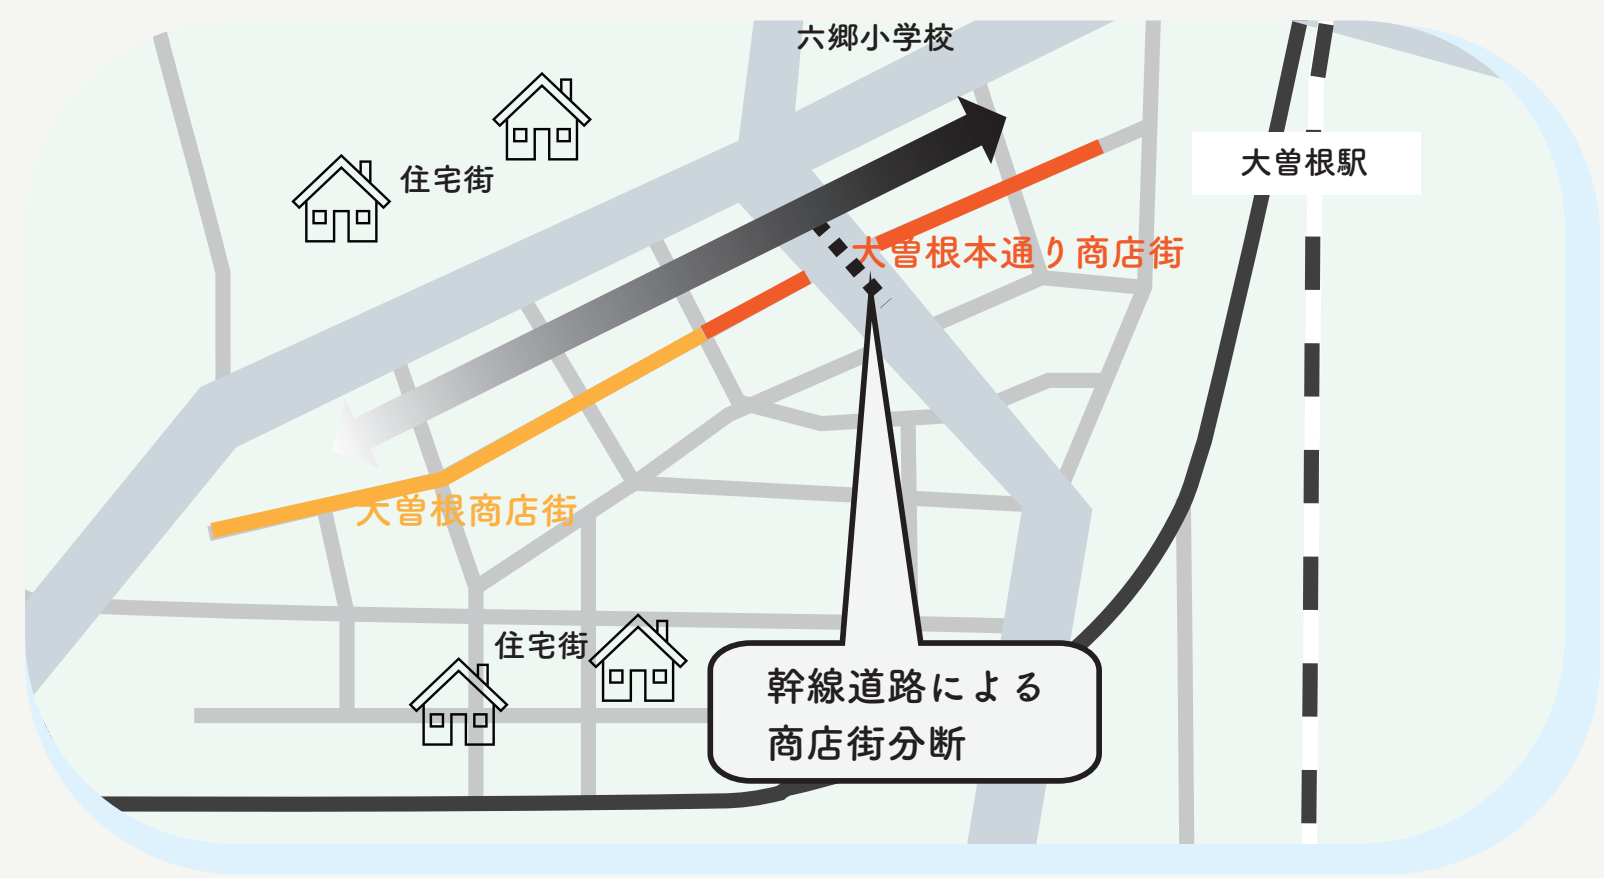 六郷小学校
住宅街
大曽根駅
大曽根本通り商店街
大曽根商店街
住宅街
幹線道路による
商店街分断